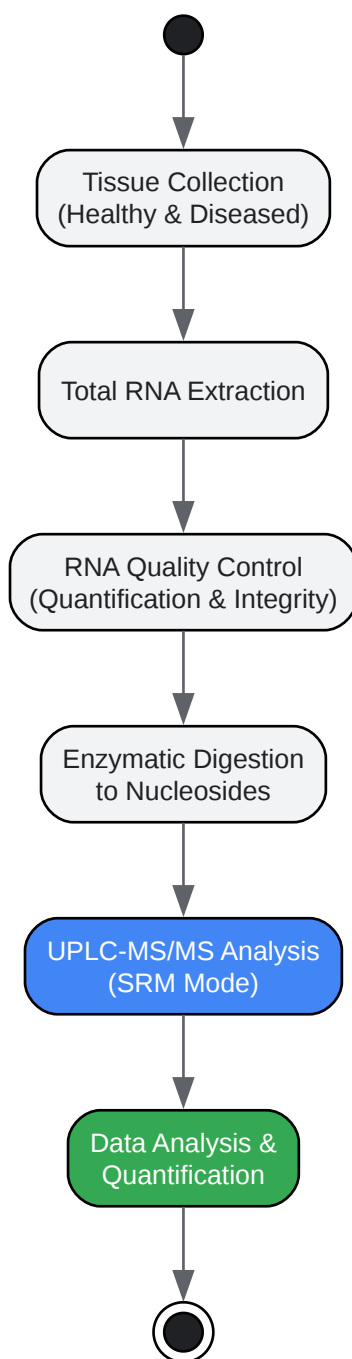 Tissue Collection
(Healthy & Diseased)
Total RNA Extraction
RNA Quality Control
(Quantification & Integrity)
Enzymatic Digestion
to Nucleosides
UPLC-MS/MS Analysis
(SRM Mode)
Data Analysis &
Quantification